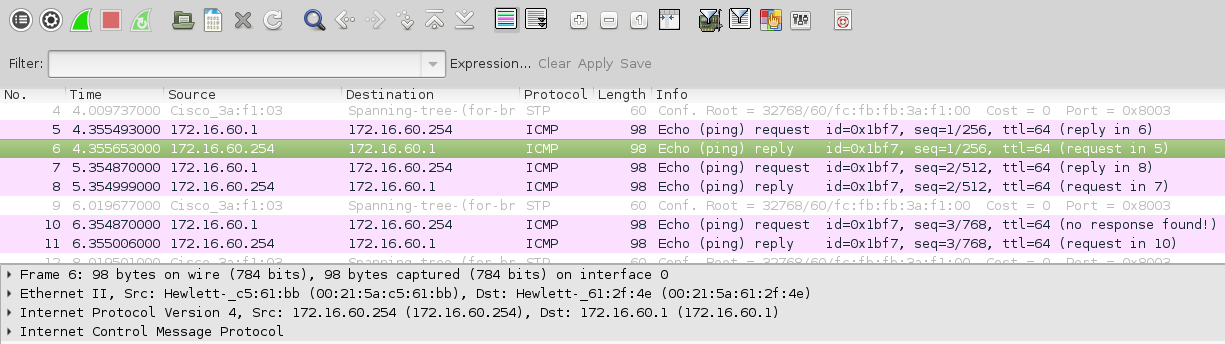 Filter: Expression... Clear Apply Save
No. Time Source Destination Protocol Length Info
4 4.009737000 Cisco_3a:f1:03 Spanning-tree-(for-br STP 60 Conf. Root = 32768/60/fc:fb:fb:3a:f1:00 Cost = 0 Port = 0x8003
5 4.355493000 172.16.60.1 172.16.60.254 ICMP 98 Echo (ping) request id=0x1bf7, seq=1/256, ttl=64 (reply in 6)
6 4.355653000 172.16.60.254 172.16.60.1 ICMP 98 Echo (ping) reply id=0x1bf7, seq=1/256, ttl=64 (request in 5)
7 5.354870000 172.16.60.1 172.16.60.254 ICMP 98 Echo (ping) request id=0x1bf7, seq=2/512, ttl=64 (reply in 8)
8 5.354999000 172.16.60.254 172.16.60.1 ICMP 98 Echo (ping) reply id=0x1bf7, seq=2/512, ttl=64 (request in 7)
9 6.019677000 Cisco_3a:f1:03 Spanning-tree-(for-br STP 60 Conf. Root = 32768/60/fc:fb:fb:3a:f1:00 Cost = 0 Port = 0x8003
10 6.354870000 172.16.60.1 172.16.60.254 ICMP 98 Echo (ping) request id=0x1bf7, seq=3/768, ttl=64 (no response found!)
11 6.355006000 172.16.60.254 172.16.60.1 ICMP 98 Echo (ping) reply id=0x1bf7, seq=3/768, ttl=64 (request in 10)
12 8.019501000 Cisco_3a:f1:03 Spanning-tree-(for-br STP 60 Conf. Root = 32768/60/fc:fb:fb:3a:f1:00 Cost = 0 Port = 0x8003
Frame 6: 98 bytes on wire (784 bits), 98 bytes captured (784 bits) on interface 0
Ethernet II, Src: Hewlett-_c5:61:bb (00:21:5a:c5:61:bb), Dst: Hewlett-_61:2f:4e (00:21:5a:61:2f:4e)
Internet Protocol Version 4, Src: 172.16.60.254 (172.16.60.254), Dst: 172.16.60.1 (172.16.60.1)
Internet Control Message Protocol